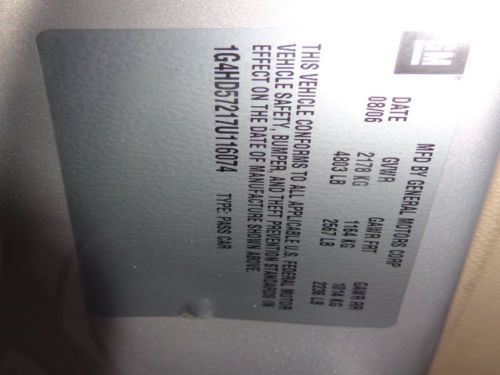 GM
MFD BY GENERAL MOTORS CORP
DATE GVWR GAWR FRT GAWR RR
08/06 2178 KG 1164 KG 1014 KG
4803 LB 2567 LB 2236 LB
THIS VEHICLE CONFORMS TO ALL APPLICABLE U.S. FEDERAL MOTOR
VEHICLE SAFETY, BUMPER, AND THEFT PREVENTION STANDARDS IN
EFFECT ON THE DATE OF MANUFACTURE SHOWN ABOVE.
1G4HD57217U116074 TYPE: PASS CAR